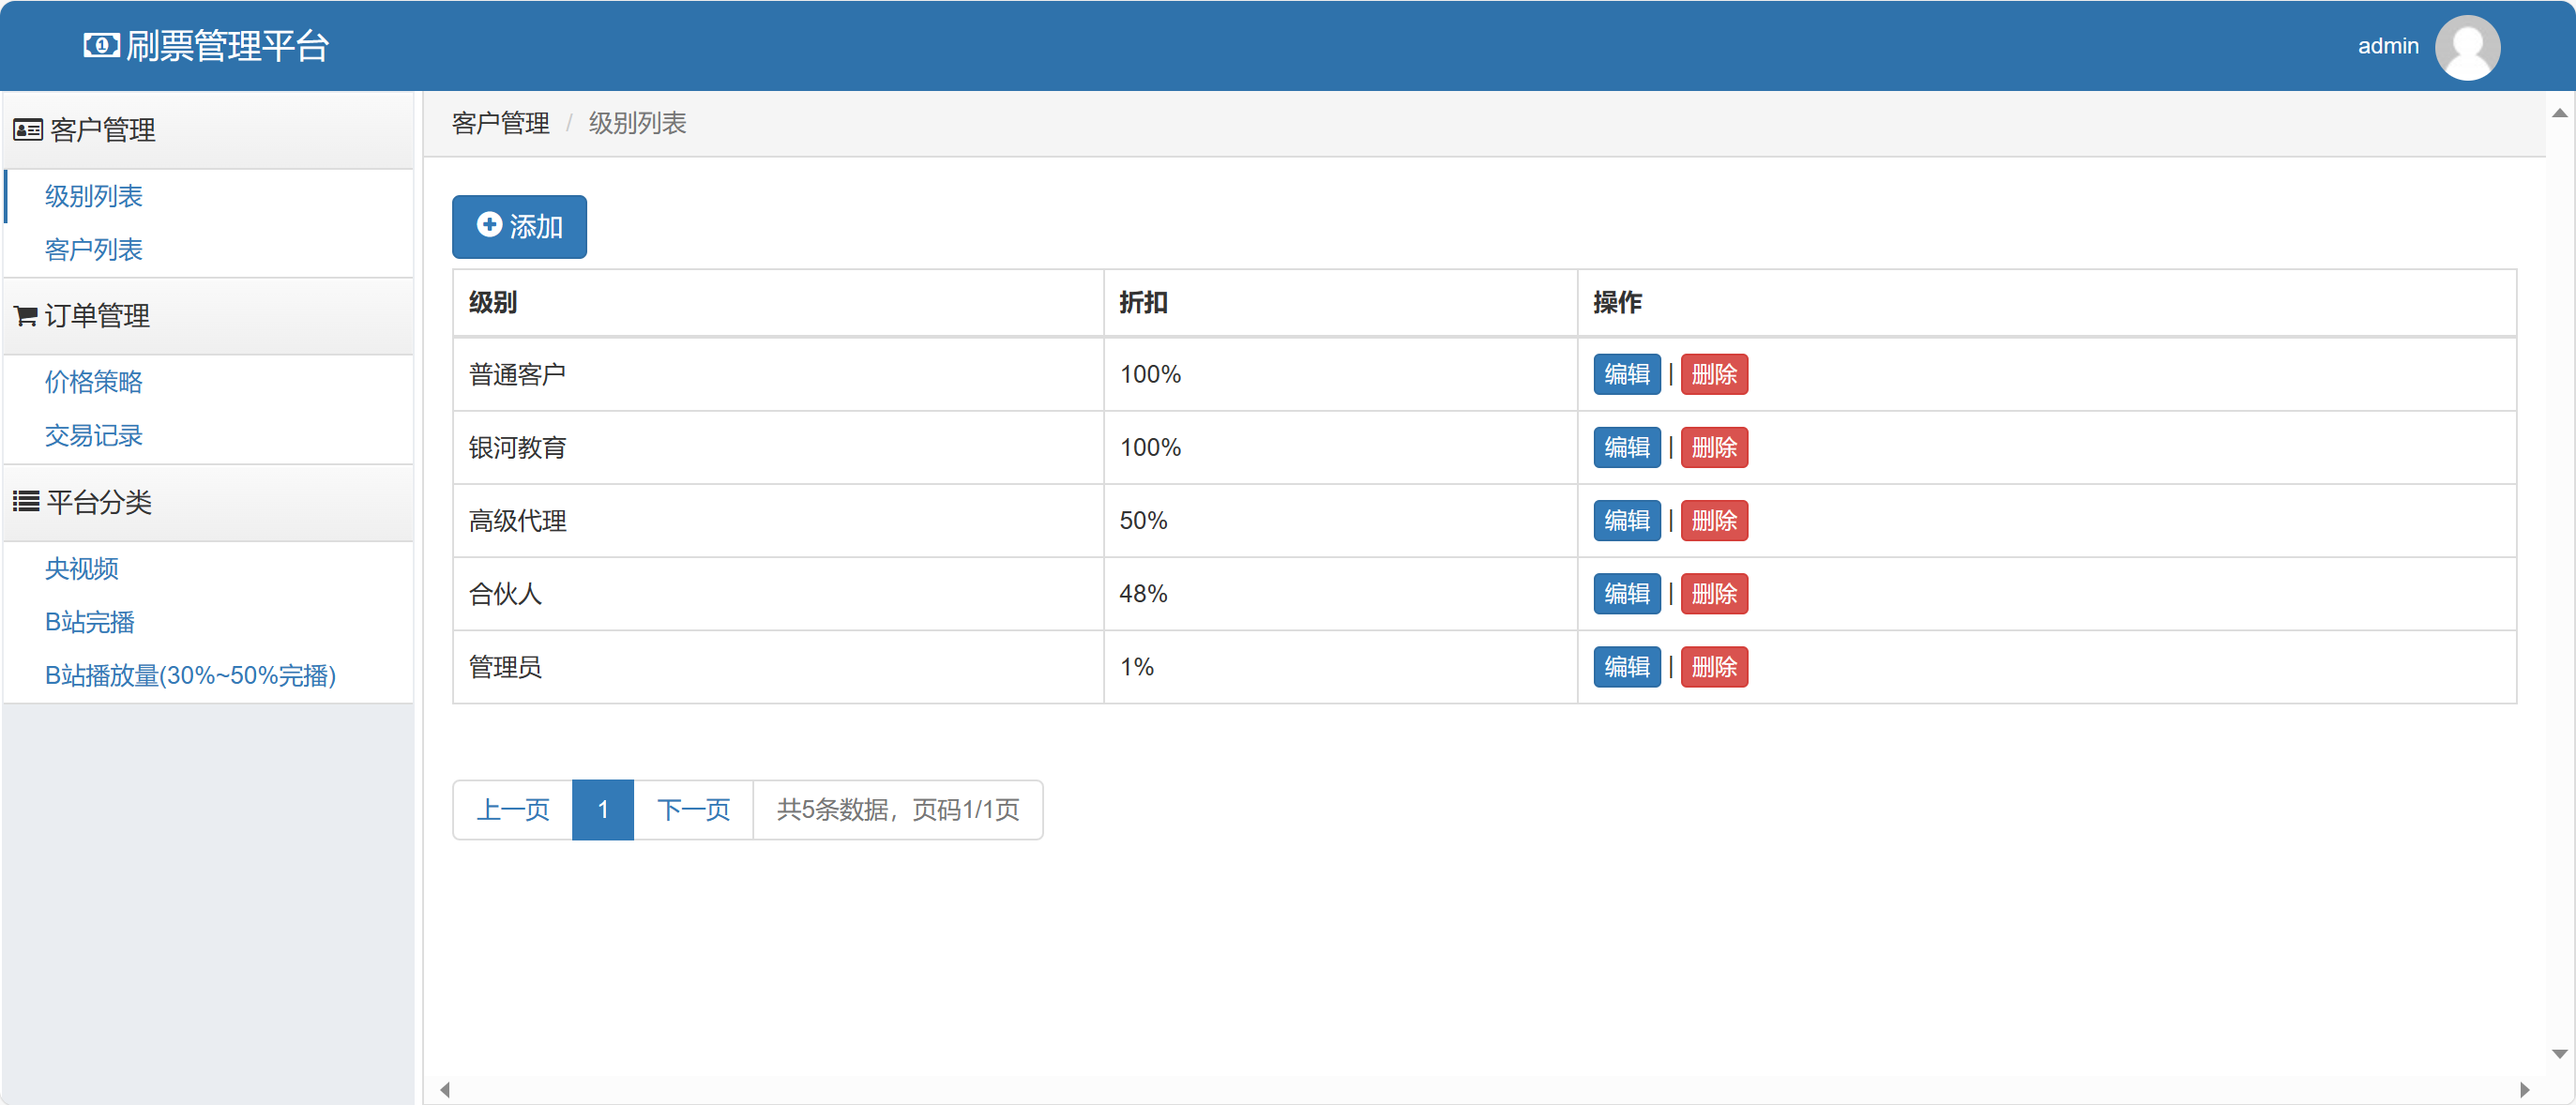 刷票管理平台
admin
客户管理
级别列表
客户列表
订单管理
价格策略
交易记录
平台分类
央视频
B站完播
B站播放量(30%~50%完播)
客户管理 / 级别列表
添加
级别 折扣 操作
普通客户 100% 编辑 | 删除
银河教育 100% 编辑 | 删除
高级代理 50% 编辑 | 删除
合伙人 48% 编辑 | 删除
管理员 1% 编辑 | 删除
上一页 1 下一页 共5条数据，页码1/1页